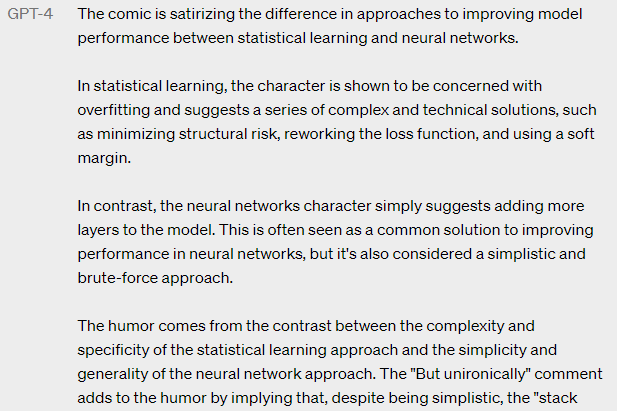 GPT-4
The comic is satirizing the difference in approaches to improving model
performance between statistical learning and neural networks.
In statistical learning, the character is shown to be concerned with
overfitting and suggests a series of complex and technical solutions, such
as minimizing structural risk, reworking the loss function, and using a soft
margin.
In contrast, the neural networks character simply suggests adding more
layers to the model. This is often seen as a common solution to improving
performance in neural networks, but it's also considered a simplistic and
brute-force approach.
The humor comes from the contrast between the complexity and
specificity of the statistical learning approach and the simplicity and
generality of the neural network approach. The "But unironically" comment
adds to the humor by implying that, despite being simplistic, the "stack